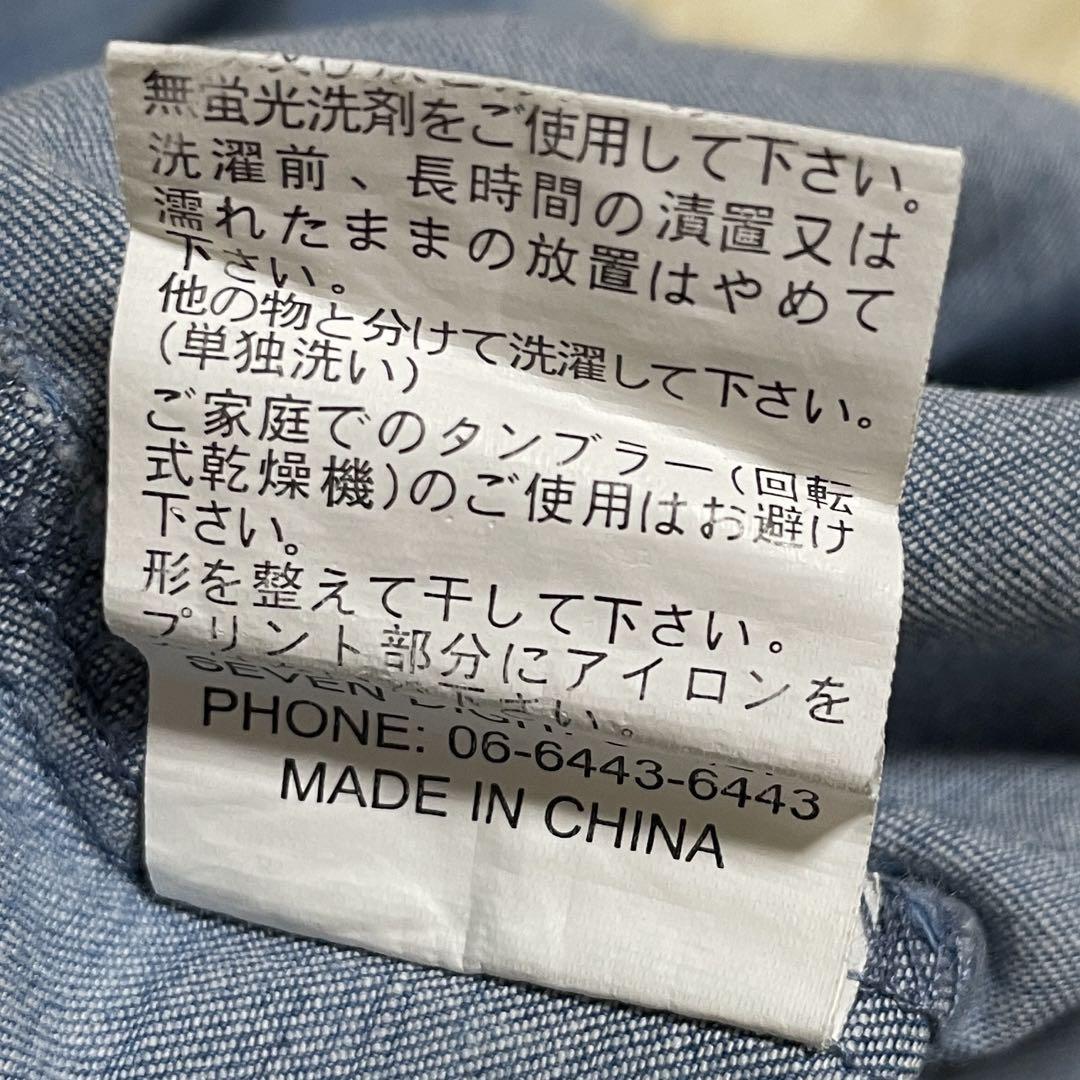 無蛍光洗剤をご使用して下さい。
洗濯前、長時間の漬置又は
濡れたままの放置はやめて
下さい。
他の物と分けて洗濯して下さい。
(単独洗い)
ご家庭でのタンブラー(回転
式乾燥機)のご使用はお避け
下さい。
形を整えて干して下さい。
プリント部分にアイロンを
下さい。
SEVEN
PHONE: 06-6443-6443
MADE IN CHINA